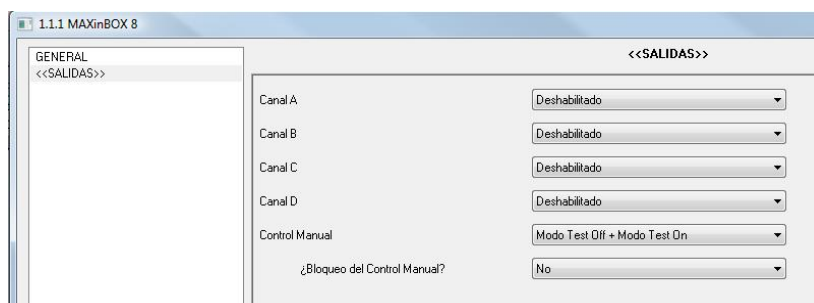 1.1.1 MAXinBOX 8
GENERAL
<<SALIDAS>>
<<SALIDAS>>
Canal A Deshabilitado
Canal B Deshabilitado
Canal C Deshabilitado
Canal D Deshabilitado
Control Manual Modo Test Off + Modo Test On
¿Bloqueo del Control Manual? No